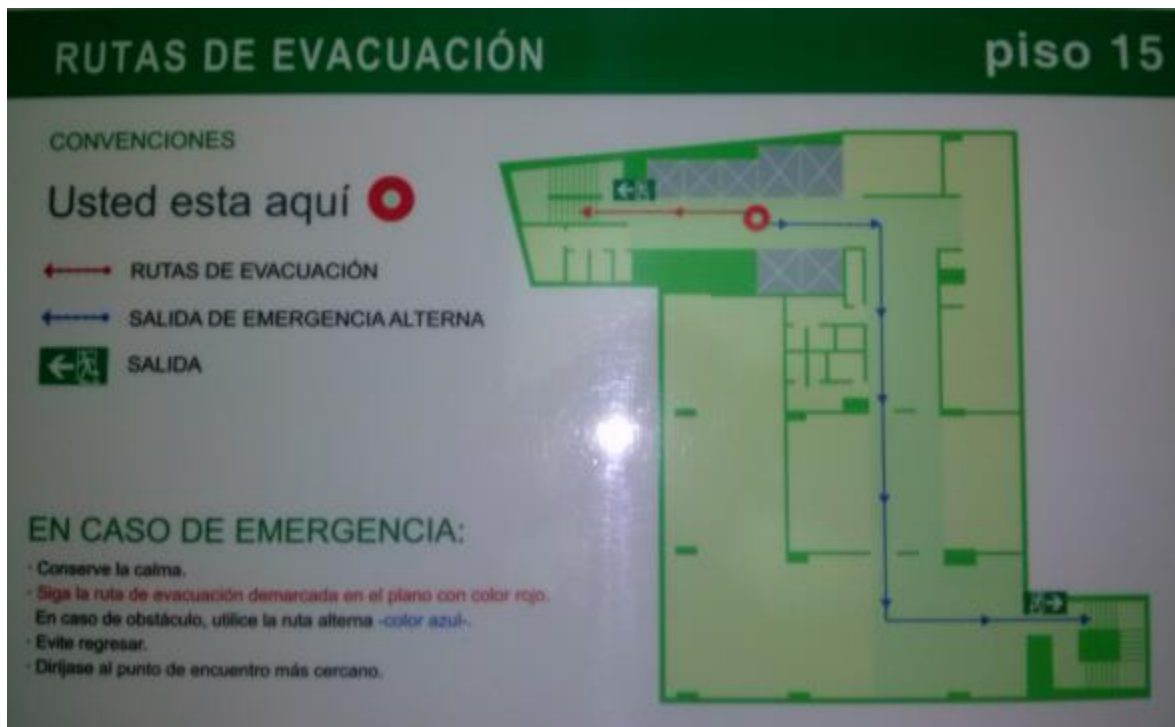 RUTAS DE EVACUACIÓN
piso 15
CONVENCIONES
Usted esta aquí
RUTAS DE EVACUACIÓN
SALIDA DE EMERGENCIA ALTERNA
SALIDA
EN CASO DE EMERGENCIA:
· Conserve la calma.
· Siga la ruta de evacuación demarcada en el plano con color rojo.
En caso de obstáculo, utilice la ruta alterna -color azul-.
· Evite regresar.
· Diríjase al punto de encuentro más cercano.